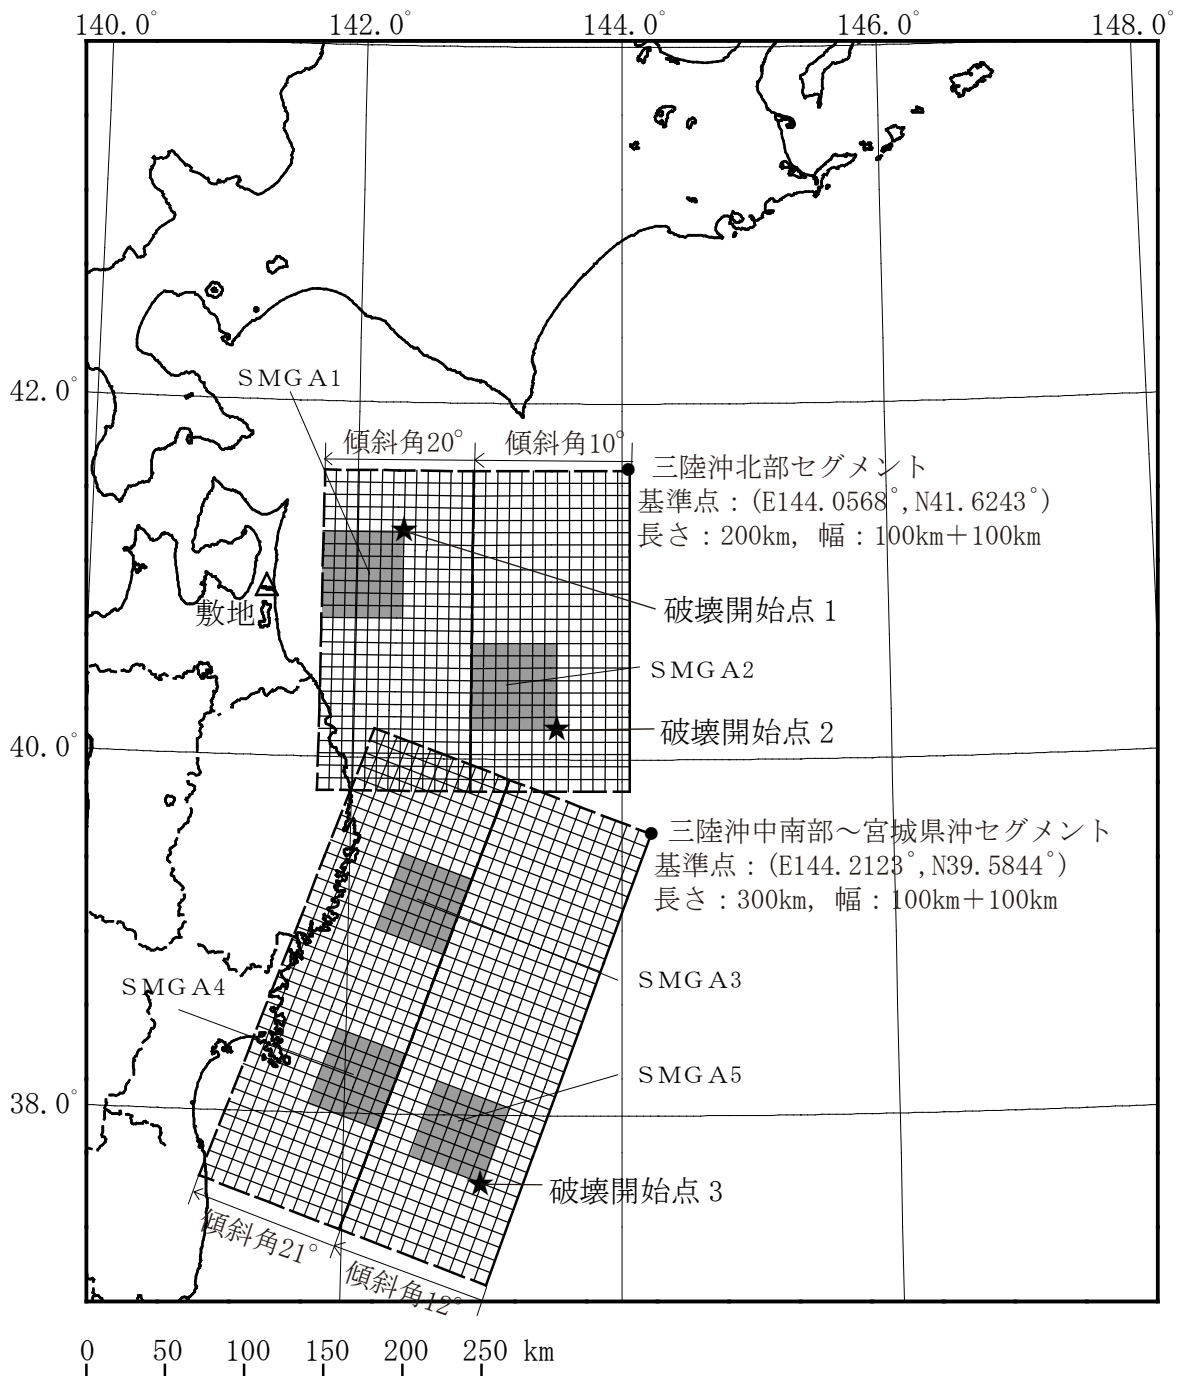 140.0° 142.0° 144.0° 146.0° 148.0°
42.0°
SMGA1
傾斜角20° 傾斜角10°
三陸沖北部セグメント
基準点：(E144.0568°,N41.6243°)
長さ：200km, 幅：100km＋100km
敷地
破壊開始点1
SMGA2
破壊開始点2
40.0°
三陸沖中南部～宮城県沖セグメント
基準点：(E144.2123°,N39.5844°)
長さ：300km, 幅：100km＋100km
SMGA3
SMGA4
SMGA5
38.0°
破壊開始点3
傾斜角21°
傾斜角12°
0 50 100 150 200 250 km